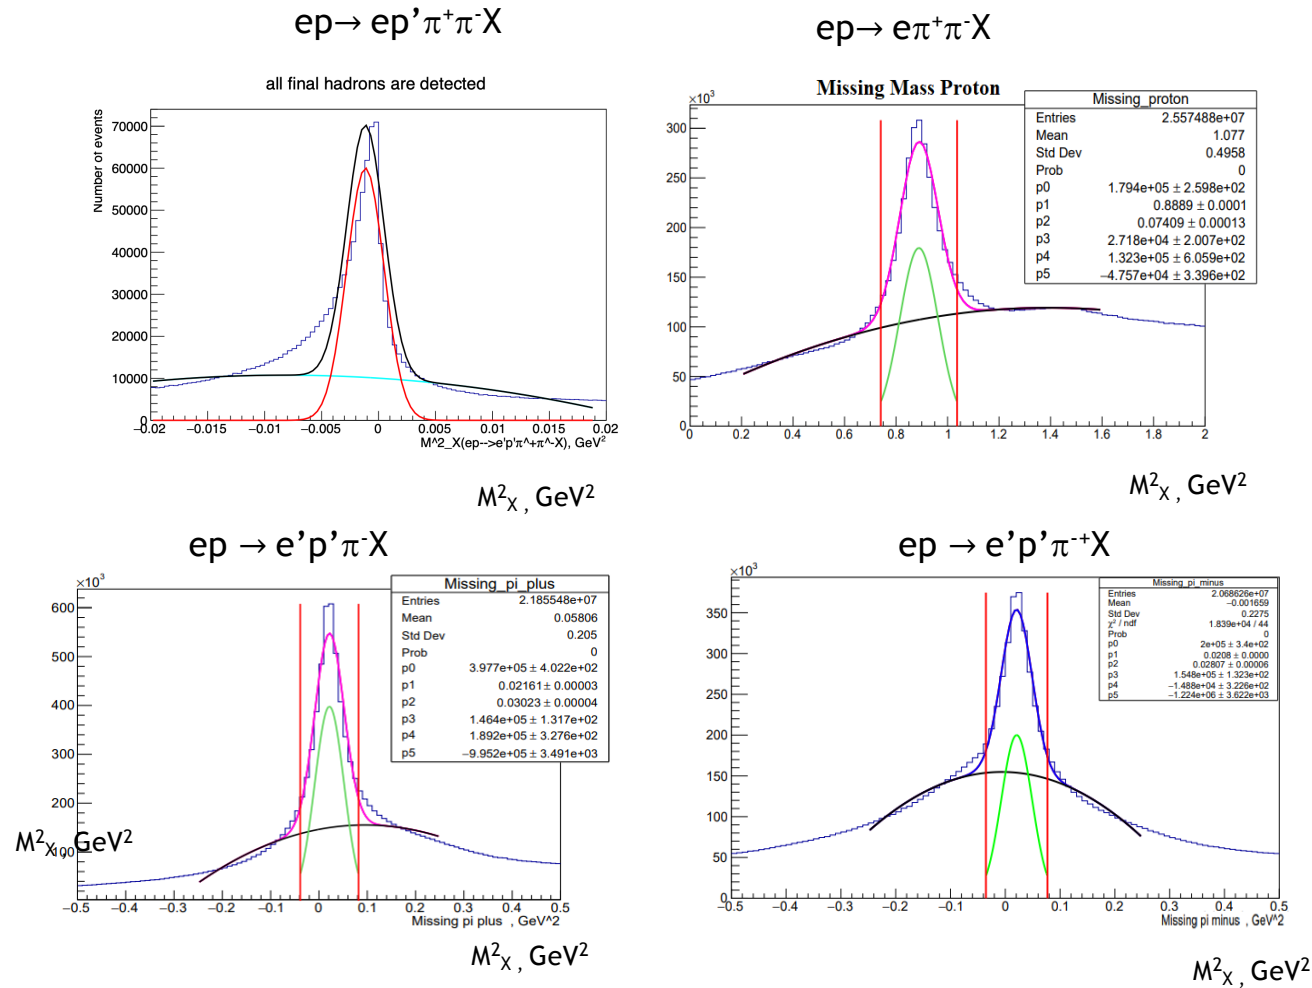 ep→ ep’π⁺π⁻X
all final hadrons are detected
Number of events
70000
60000
50000
40000
30000
20000
10000
0
−0.02 −0.015 −0.01 −0.005 0 0.005 0.01 0.015 0.02
M^2_X(ep-->e'p'π^+π^-X), GeV²
M²X , GeV²
ep→ eπ⁺π⁻X
Missing Mass Proton
×10³
300
250
200
150
100
50
0
0 0.2 0.4 0.6 0.8 1 1.2 1.4 1.6 1.8 2
Missing_proton
Entries 2.557488e+07
Mean 1.077
Std Dev 0.4958
Prob 0
p0 1.794e+05 ± 2.598e+02
p1 0.8889 ± 0.0001
p2 0.07409 ± 0.00013
p3 2.718e+04 ± 2.007e+02
p4 1.323e+05 ± 6.059e+02
p5 −4.757e+04 ± 3.396e+02
M²X , GeV²
ep → e’p’π⁻X
×10³
600
500
400
300
200
100
M²X , GeV²
−0.5 −0.4 −0.3 −0.2 −0.1 0 0.1 0.2 0.3 0.4 0.5
Missing pi plus , GeV^2
Missing_pi_plus
Entries 2.185548e+07
Mean 0.05806
Std Dev 0.205
Prob 0
p0 3.977e+05 ± 4.022e+02
p1 0.02161 ± 0.00003
p2 0.03023 ± 0.00004
p3 1.464e+05 ± 1.317e+02
p4 1.892e+05 ± 3.276e+02
p5 −9.952e+05 ± 3.491e+03
M²X , GeV²
ep → e’p’π⁻⁺X
×10³
350
300
250
200
150
100
50
0
−0.5 −0.4 −0.3 −0.2 −0.1 0 0.1 0.2 0.3 0.4 0.5
Missing pi minus , GeV^2
Missing_pi_minus
Entries 2.068626e+07
Mean −0.001659
Std Dev 0.2275
χ² / ndf 1.839e+04 / 44
Prob 0
p0 2e+05 ± 3.4e+02
p1 0.0208 ± 0.0000
p2 0.02807 ± 0.00006
p3 1.548e+05 ± 1.323e+02
p4 −1.488e+04 ± 3.226e+02
p5 −1.224e+06 ± 3.622e+03
M²X , GeV²